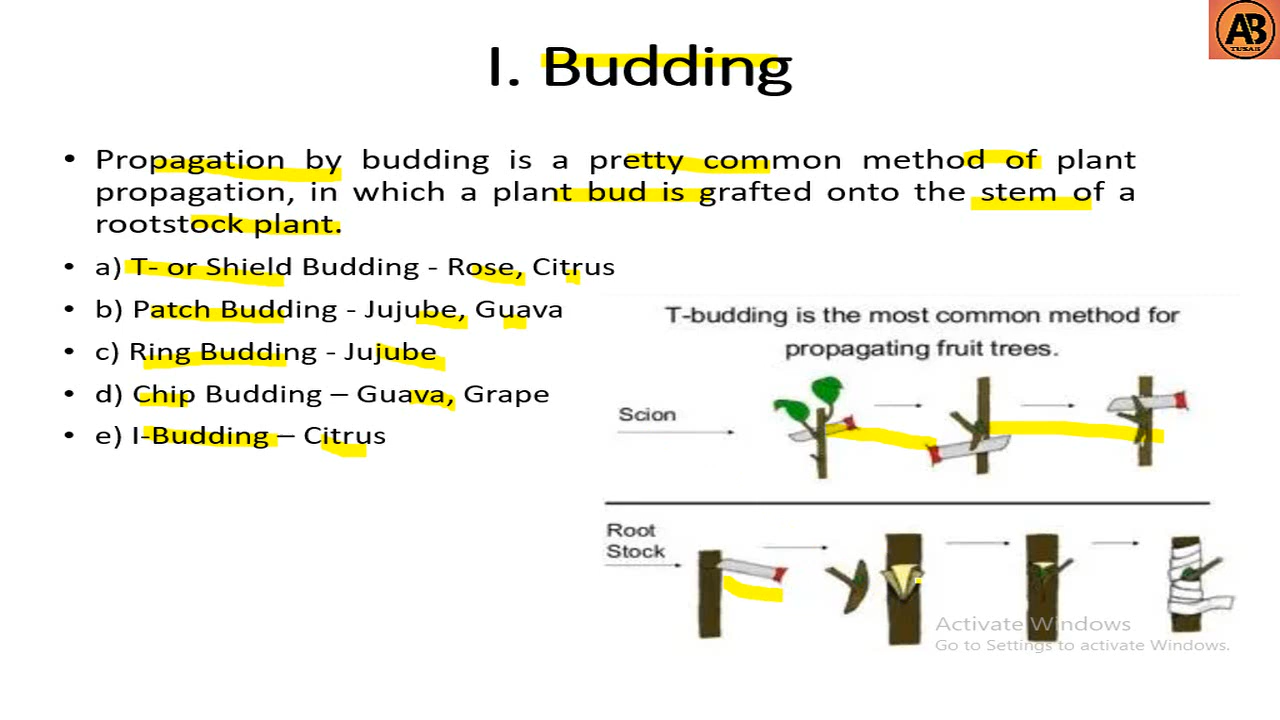 I. Budding
• Propagation by budding is a pretty common method of plant
propagation, in which a plant bud is grafted onto the stem of a
rootstock plant.
• a) T- or Shield Budding - Rose, Citrus
• b) Patch Budding - Jujube, Guava
• c) Ring Budding - Jujube
• d) Chip Budding – Guava, Grape
• e) I-Budding – Citrus
T-budding is the most common method for
propagating fruit trees.
Scion
Root
Stock
Activate Windows
Go to Settings to activate Windows.
AB